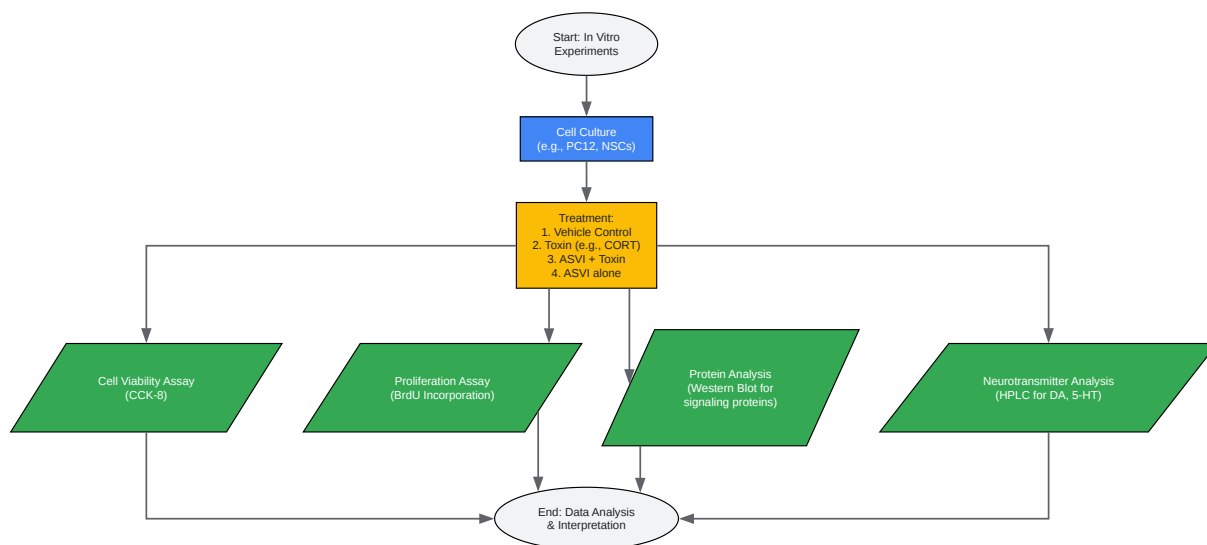 Start: In Vitro
Experiments
Cell Culture
(e.g., PC12, NSCs)
Treatment:
1. Vehicle Control
2. Toxin (e.g., CORT)
3. ASVI + Toxin
4. ASVI alone
Cell Viability Assay
(CCK-8)
Proliferation Assay
(BrdU Incorporation)
Protein Analysis
(Western Blot for
signaling proteins)
Neurotransmitter Analysis
(HPLC for DA, 5-HT)
End: Data Analysis
& Interpretation